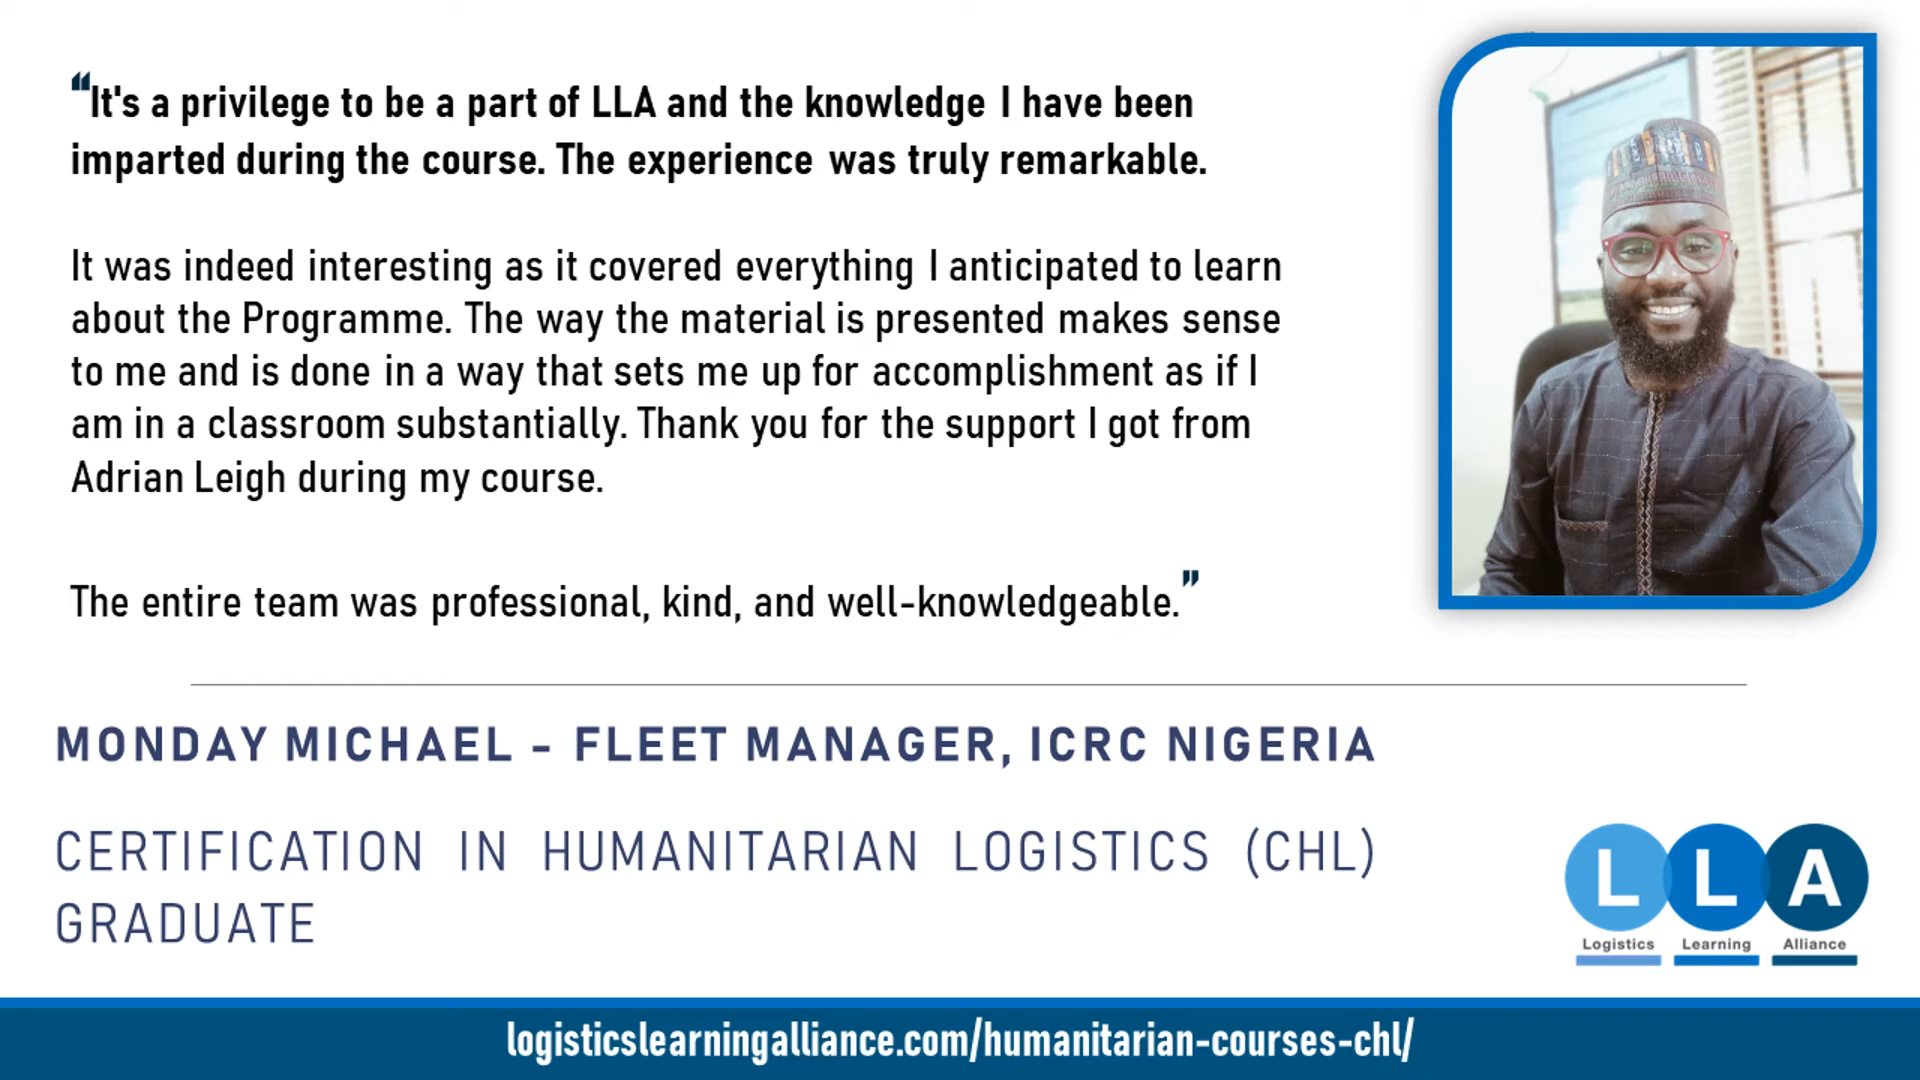 “It's a privilege to be a part of LLA and the knowledge I have been
imparted during the course. The experience was truly remarkable.
It was indeed interesting as it covered everything I anticipated to learn
about the Programme. The way the material is presented makes sense
to me and is done in a way that sets me up for accomplishment as if I
am in a classroom substantially. Thank you for the support I got from
Adrian Leigh during my course.
The entire team was professional, kind, and well-knowledgeable.”
MONDAY MICHAEL - FLEET MANAGER, ICRC NIGERIA
CERTIFICATION IN HUMANITARIAN LOGISTICS (CHL)
GRADUATE
L L A
Logistics Learning Alliance
logisticslearningalliance.com/humanitarian-courses-chl/